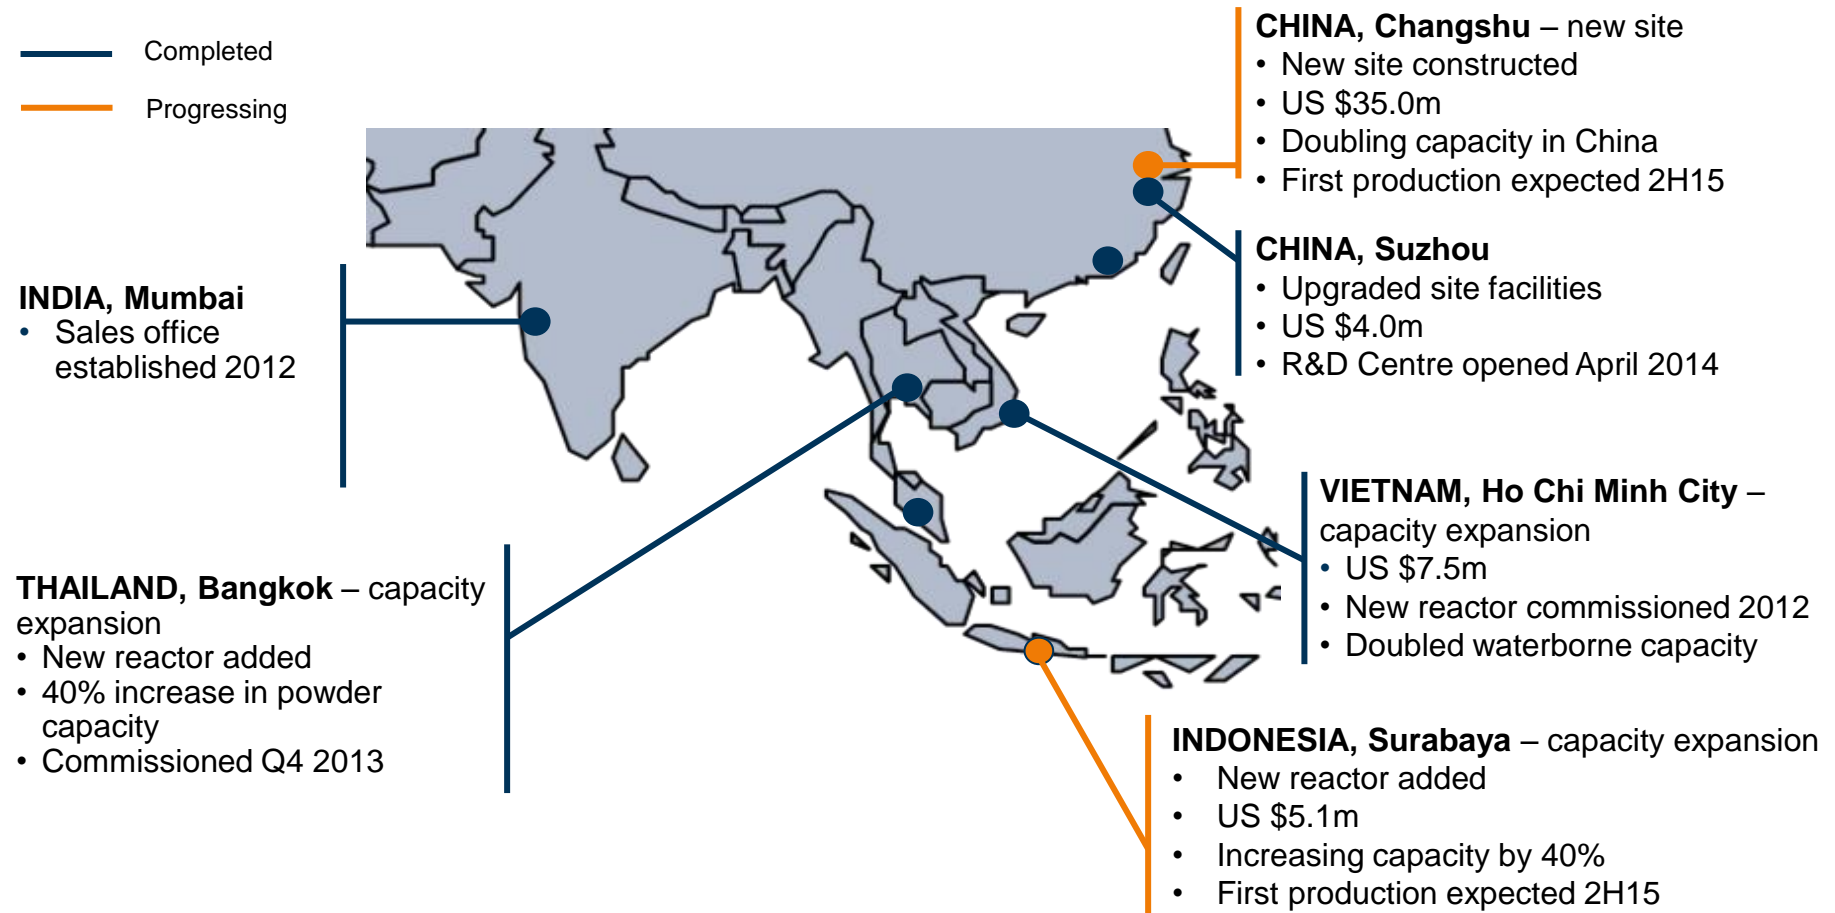 Completed
Progressing
CHINA, Changshu – new site
• New site constructed
• US $35.0m
• Doubling capacity in China
• First production expected 2H15
CHINA, Suzhou
• Upgraded site facilities
• US $4.0m
• R&D Centre opened April 2014
INDIA, Mumbai
• Sales office
established 2012
VIETNAM, Ho Chi Minh City –
capacity expansion
• US $7.5m
• New reactor commissioned 2012
• Doubled waterborne capacity
THAILAND, Bangkok – capacity
expansion
• New reactor added
• 40% increase in powder
capacity
• Commissioned Q4 2013
INDONESIA, Surabaya – capacity expansion
• New reactor added
• US $5.1m
• Increasing capacity by 40%
• First production expected 2H15